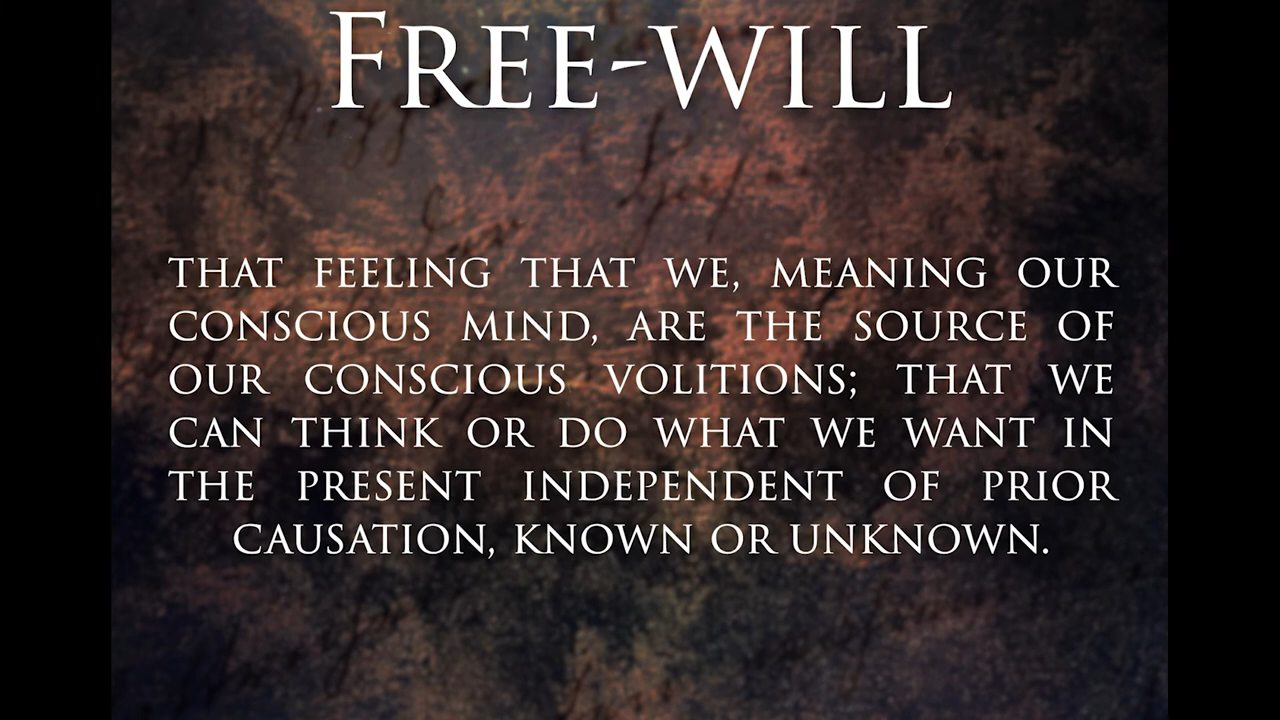 FREE-WILL
THAT FEELING THAT WE, MEANING OUR
CONSCIOUS MIND, ARE THE SOURCE OF
OUR CONSCIOUS VOLITIONS; THAT WE
CAN THINK OR DO WHAT WE WANT IN
THE PRESENT INDEPENDENT OF PRIOR
CAUSATION, KNOWN OR UNKNOWN.